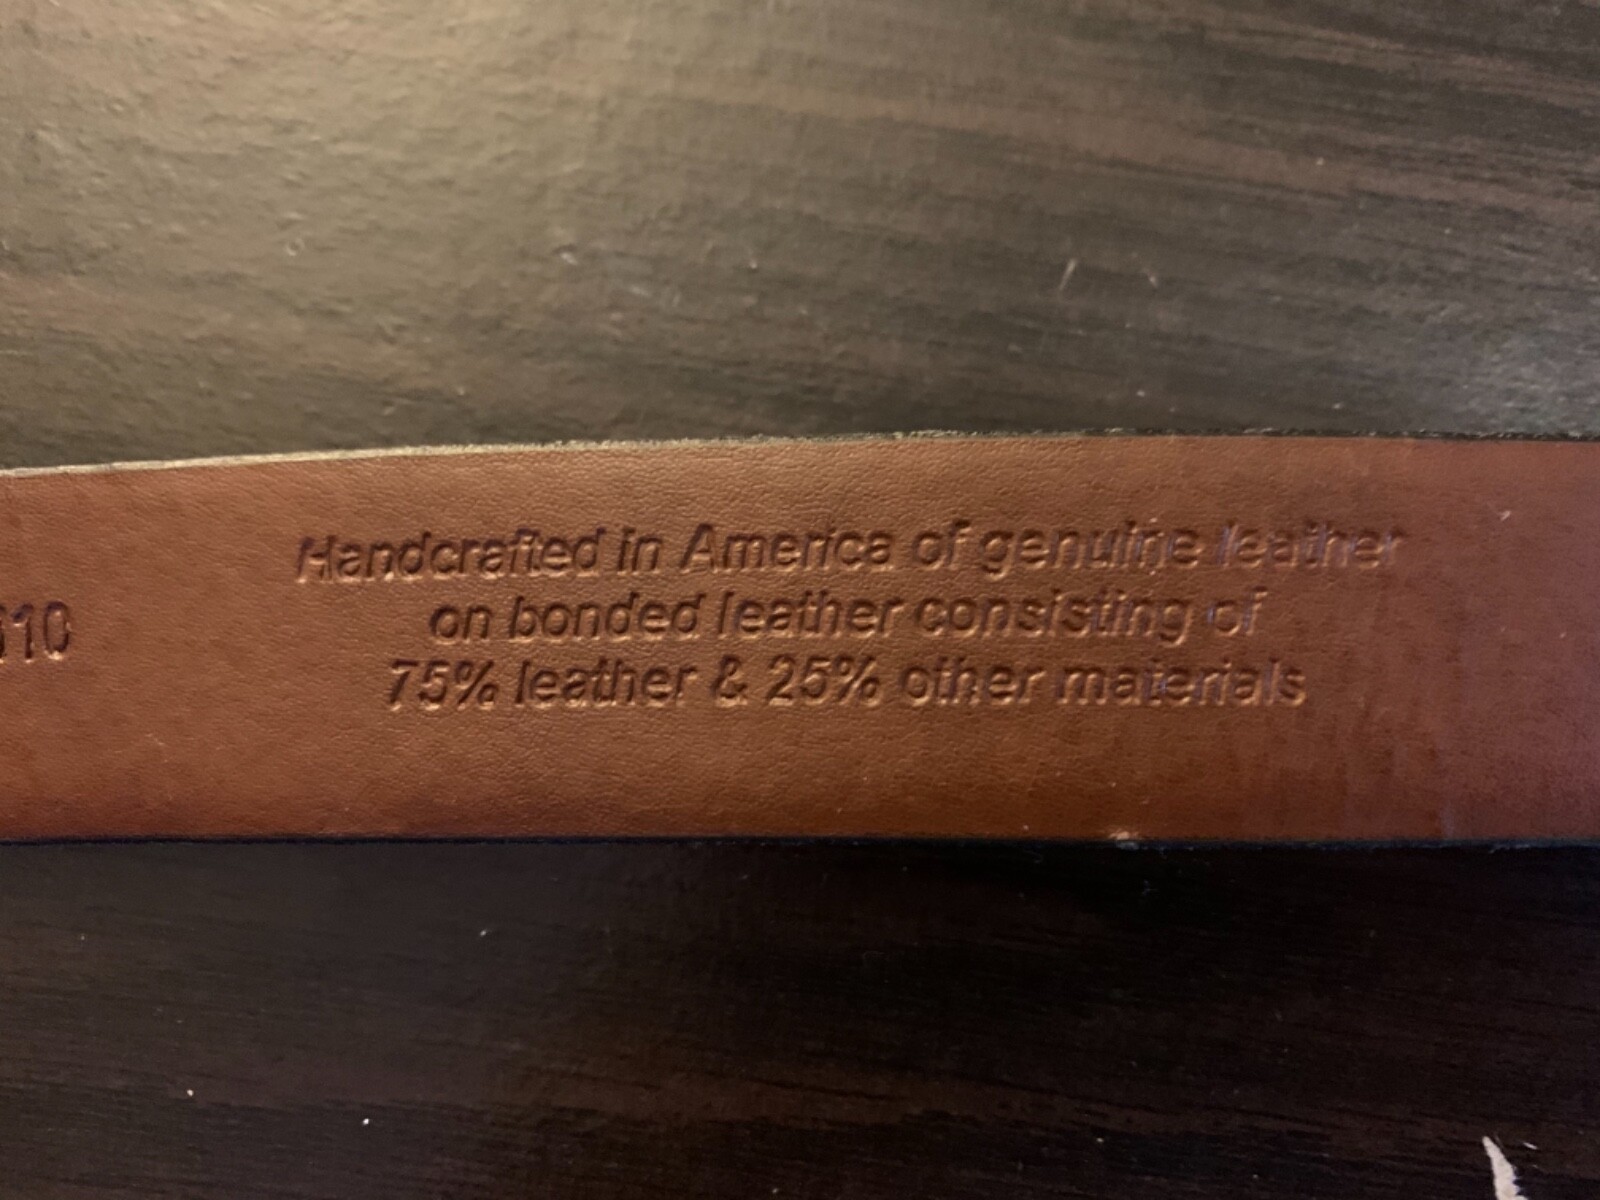 Handcrafted in America of genuine leather
on bonded leather consisting of
75% leather & 25% other materials